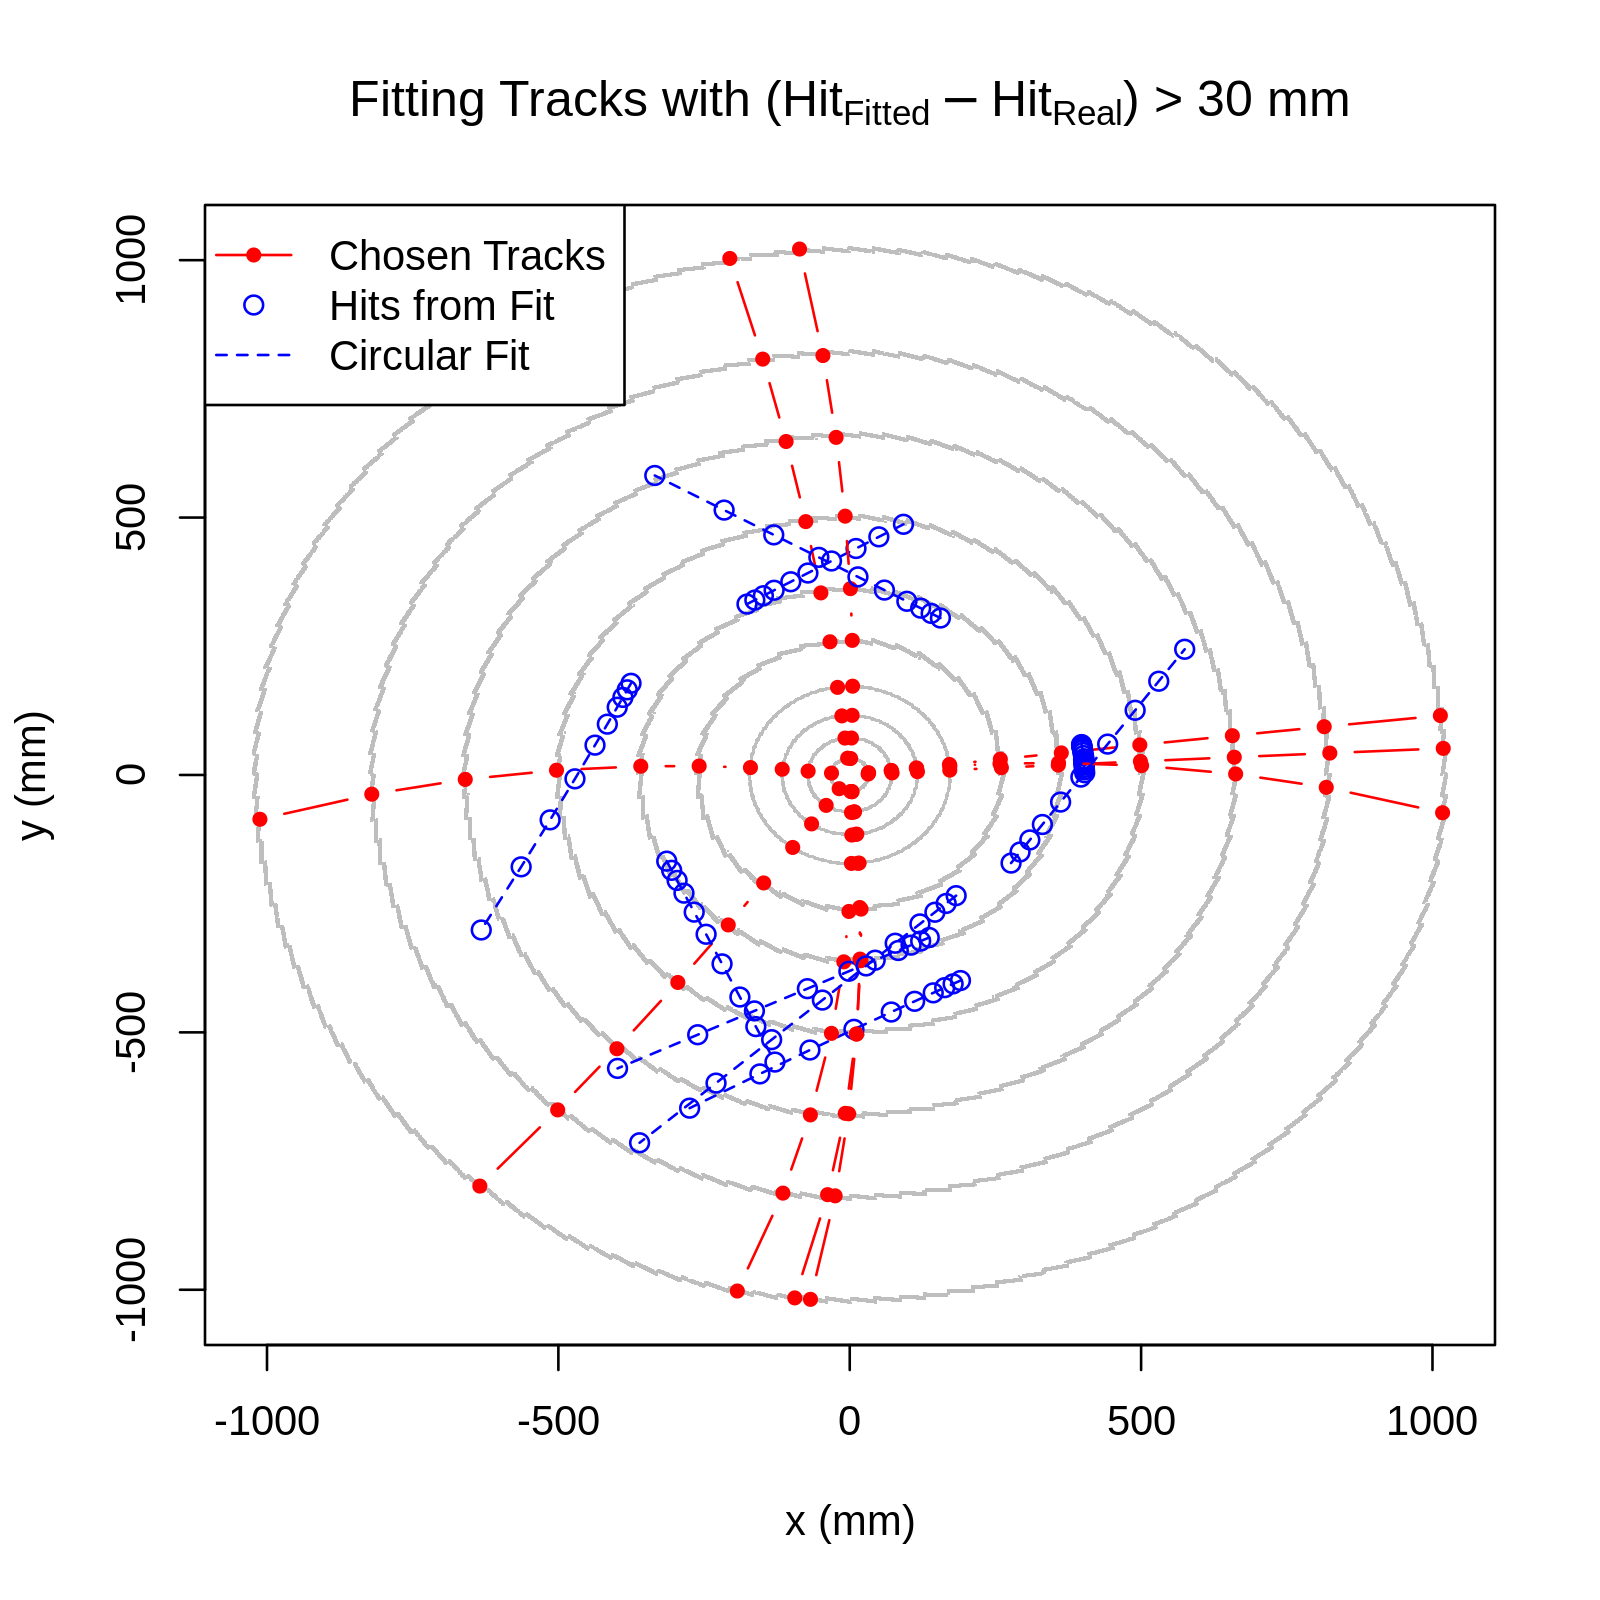 Fitting Tracks with (HitFitted − HitReal) > 30 mm
Chosen Tracks
Hits from Fit
Circular Fit
1000
500
0
-500
-1000
y (mm)
-1000 -500 0 500 1000
x (mm)